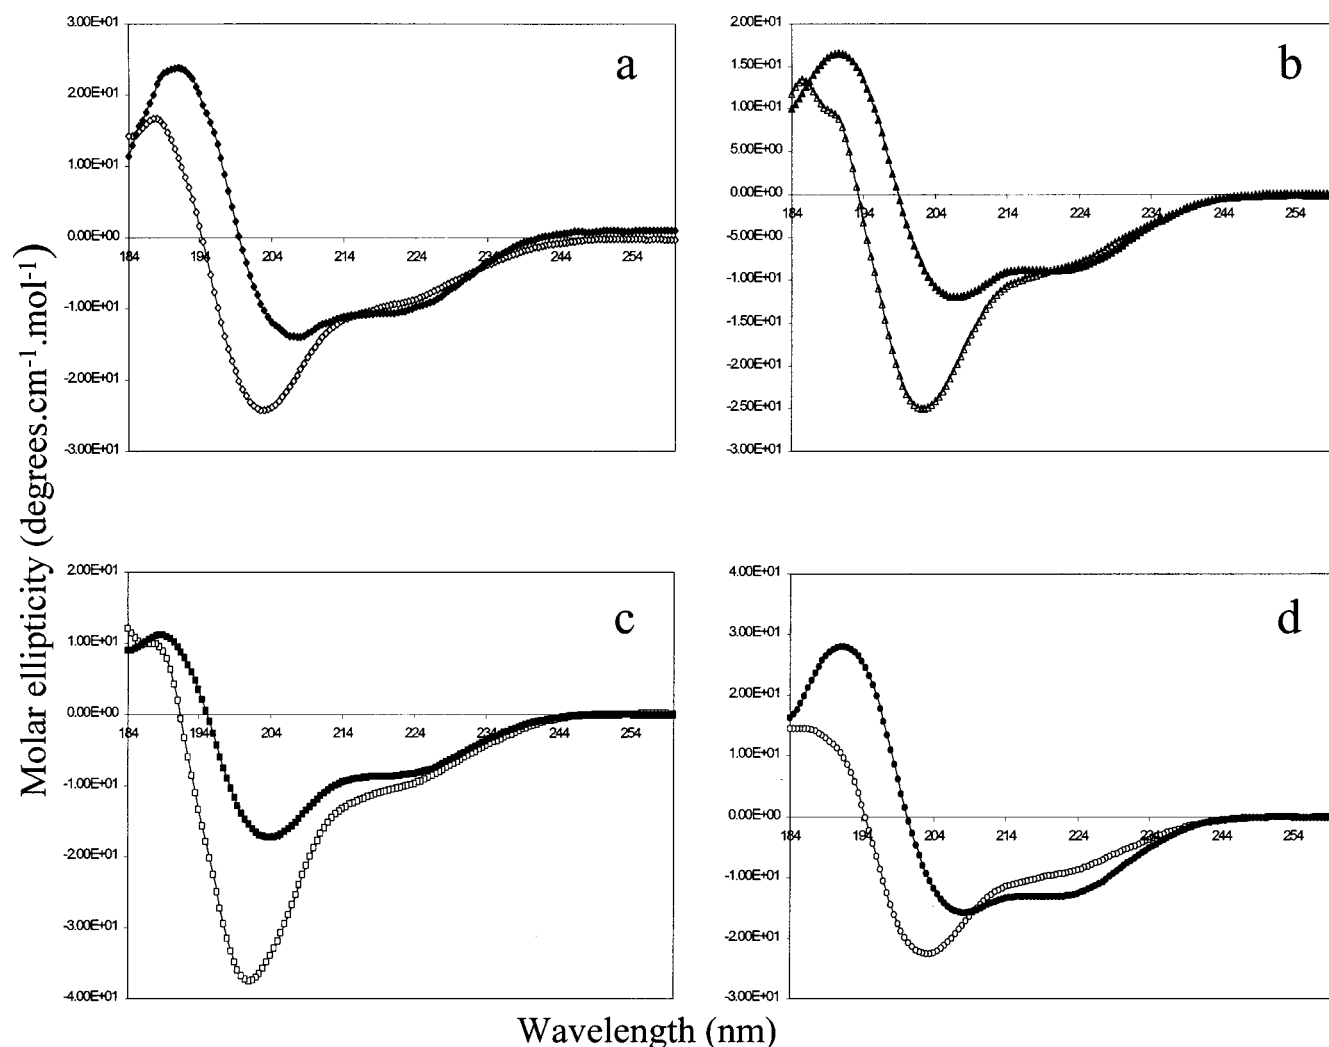 Molar ellipticity (degrees.cm-1.mol-1)
a
3.00E+01
2.00E+01
1.00E+01
0.00E+00
-1.00E+01
-2.00E+01
-3.00E+01
184 194 204 214 224 234 244 254
b
2.00E+01
1.50E+01
1.00E+01
5.00E+00
0.00E+00
-5.00E+00
-1.00E+01
-1.50E+01
-2.00E+01
-2.50E+01
-3.00E+01
184 194 204 214 224 234 244 254
c
2.00E+01
1.00E+01
0.00E+00
-1.00E+01
-2.00E+01
-3.00E+01
-4.00E+01
184 194 204 214 224 234 244 254
d
4.00E+01
3.00E+01
2.00E+01
1.00E+01
0.00E+00
-1.00E+01
-2.00E+01
-3.00E+01
184 194 204 214 224 234 244 254
Wavelength (nm)